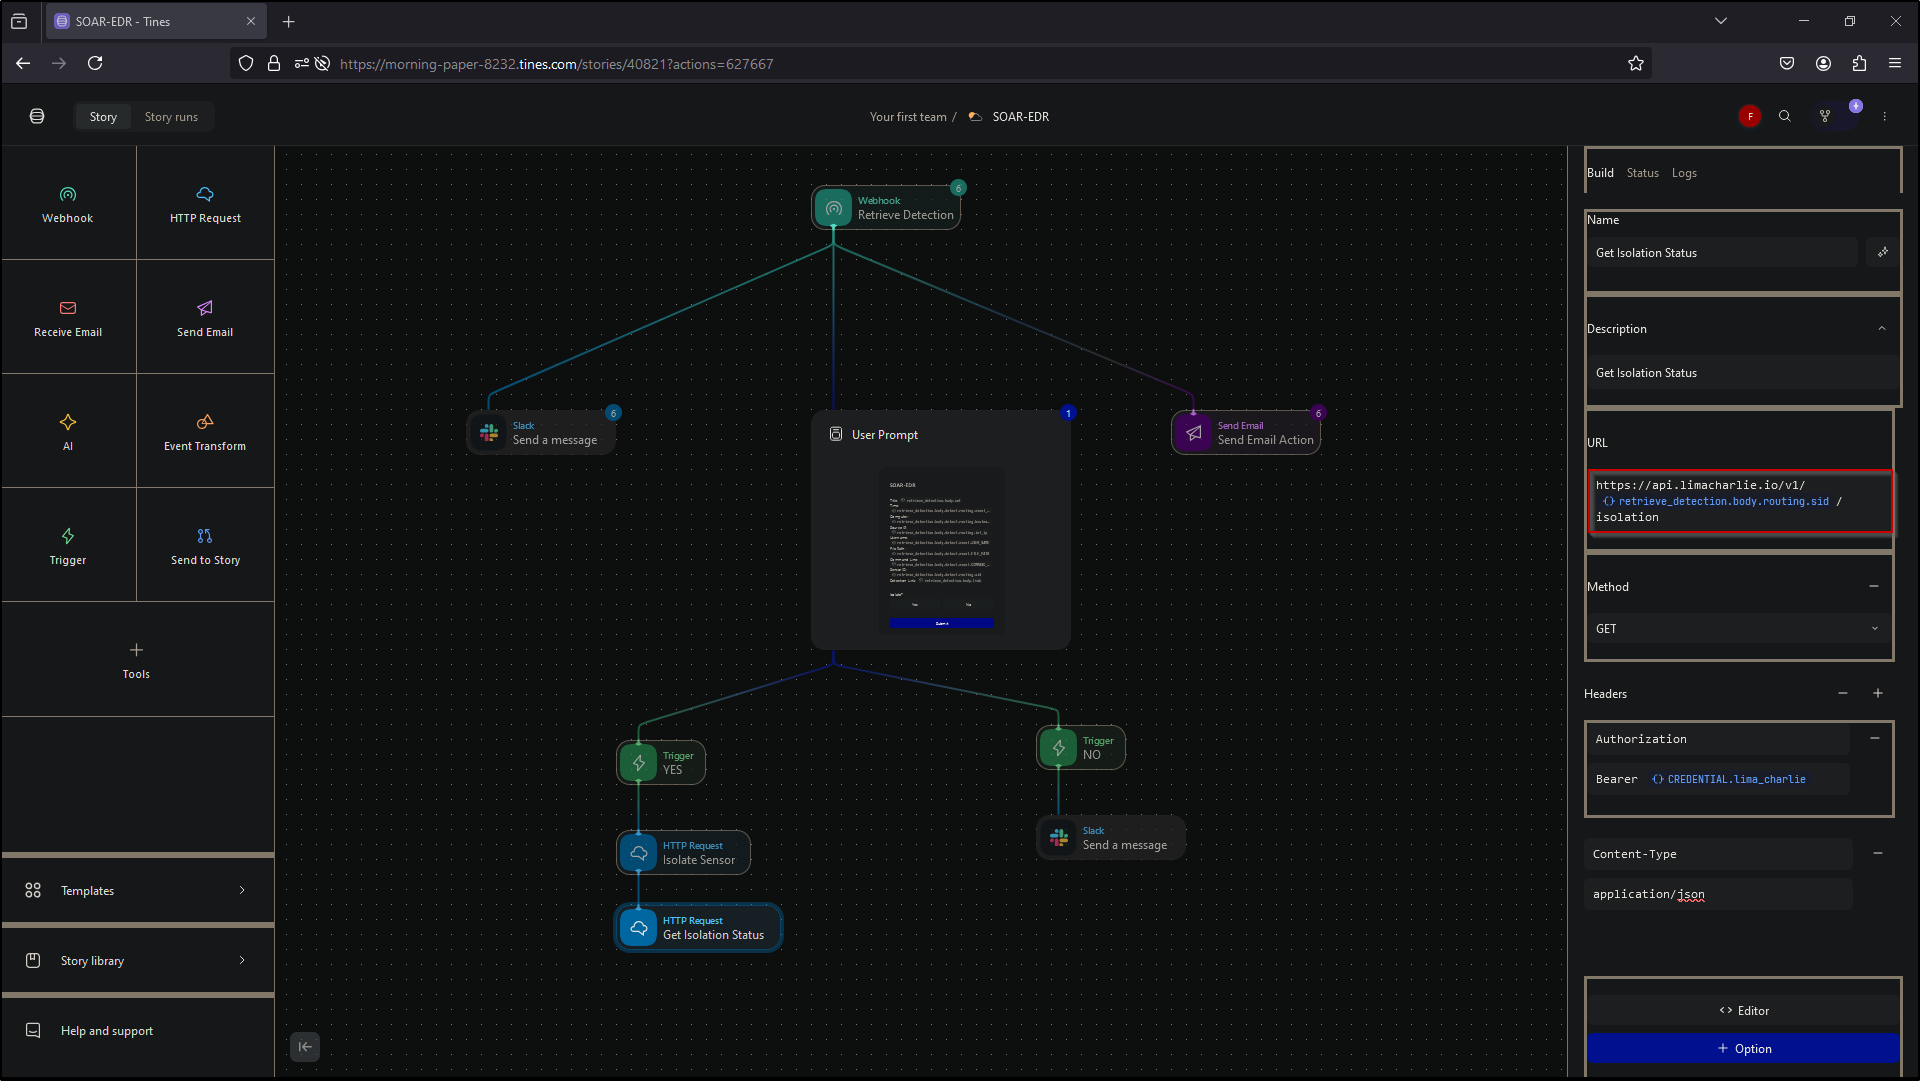 SOAR-EDR - Tines
https://morning-paper-8232.tines.com/stories/40821?actions=627667
Story
Story runs
Your first team /
SOAR-EDR
F
Webhook
HTTP Request
Receive Email
Send Email
AI
Event Transform
Trigger
Send to Story
Tools
Templates
Story library
Help and support
Webhook
Retrieve Detection
6
Slack
Send a message
6
User Prompt
1
SOAR-EDR
Yes
No
Submit
Send Email
Send Email Action
6
Trigger
YES
Trigger
NO
HTTP Request
Isolate Sensor
Slack
Send a message
HTTP Request
Get Isolation Status
Build
Status
Logs
Name
Get Isolation Status
Description
Get Isolation Status
URL
https://api.limacharlie.io/v1/
retrieve_detection.body.routing.sid /
isolation
Method
GET
Headers
Authorization
Bearer CREDENTIAL.lima_charlie
Content-Type
application/json
<> Editor
+ Option